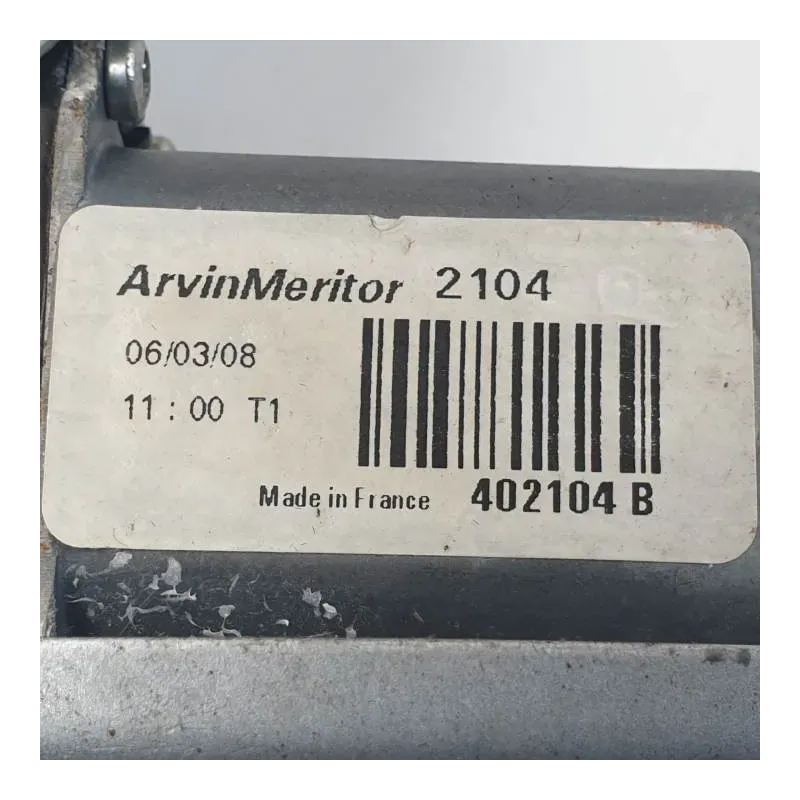 ArvinMeritor 2104
06/03/08
11 : 00 T1
Made in France 402104 B